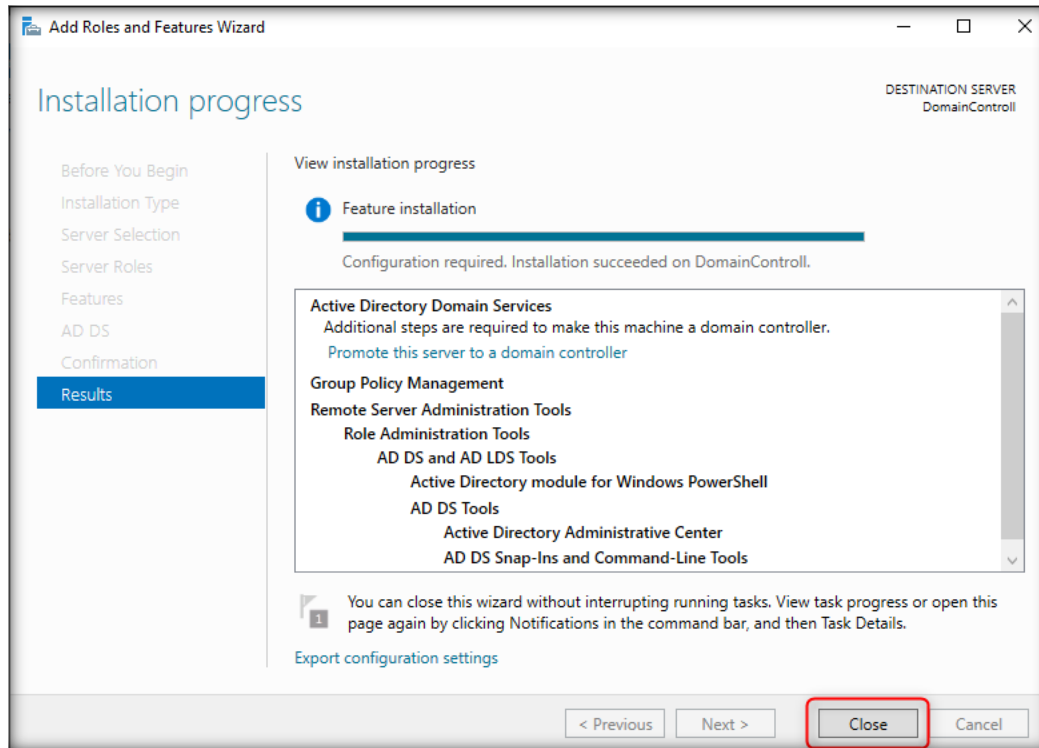 Add Roles and Features Wizard
Installation progress
DESTINATION SERVER
DomainControll
Before You Begin
Installation Type
Server Selection
Server Roles
Features
AD DS
Confirmation
Results
View installation progress
Feature installation
Configuration required. Installation succeeded on DomainControll.
Active Directory Domain Services
Additional steps are required to make this machine a domain controller.
Promote this server to a domain controller
Group Policy Management
Remote Server Administration Tools
Role Administration Tools
AD DS and AD LDS Tools
Active Directory module for Windows PowerShell
AD DS Tools
Active Directory Administrative Center
AD DS Snap-Ins and Command-Line Tools
1
You can close this wizard without interrupting running tasks. View task progress or open this
page again by clicking Notifications in the command bar, and then Task Details.
Export configuration settings
< Previous
Next >
Close
Cancel